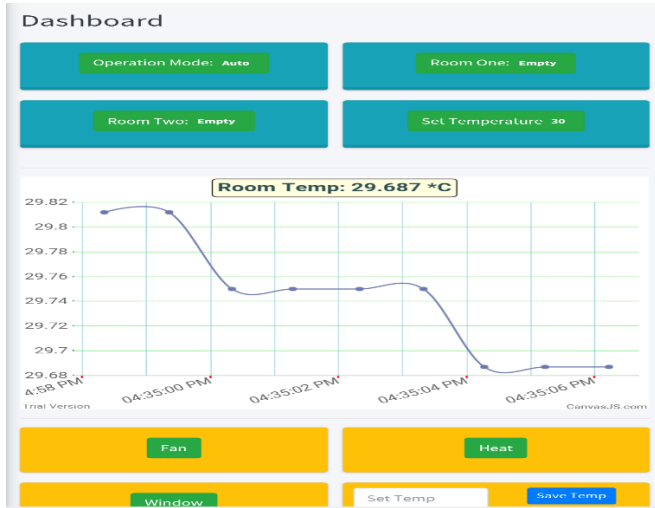 Dashboard
Operation Mode: Auto
Room One: Empty
Room Two: Empty
Set Temperature 30
Room Temp: 29.687 *C
29.82
29.8
29.78
29.76
29.74
29.72
29.7
29.68
4:58 PM
04:35:00 PM
04:35:02 PM
04:35:04 PM
04:35:06 PM
Trial Version
CanvasJS.com
Fan
Heat
Window
Set Temp
Save Temp